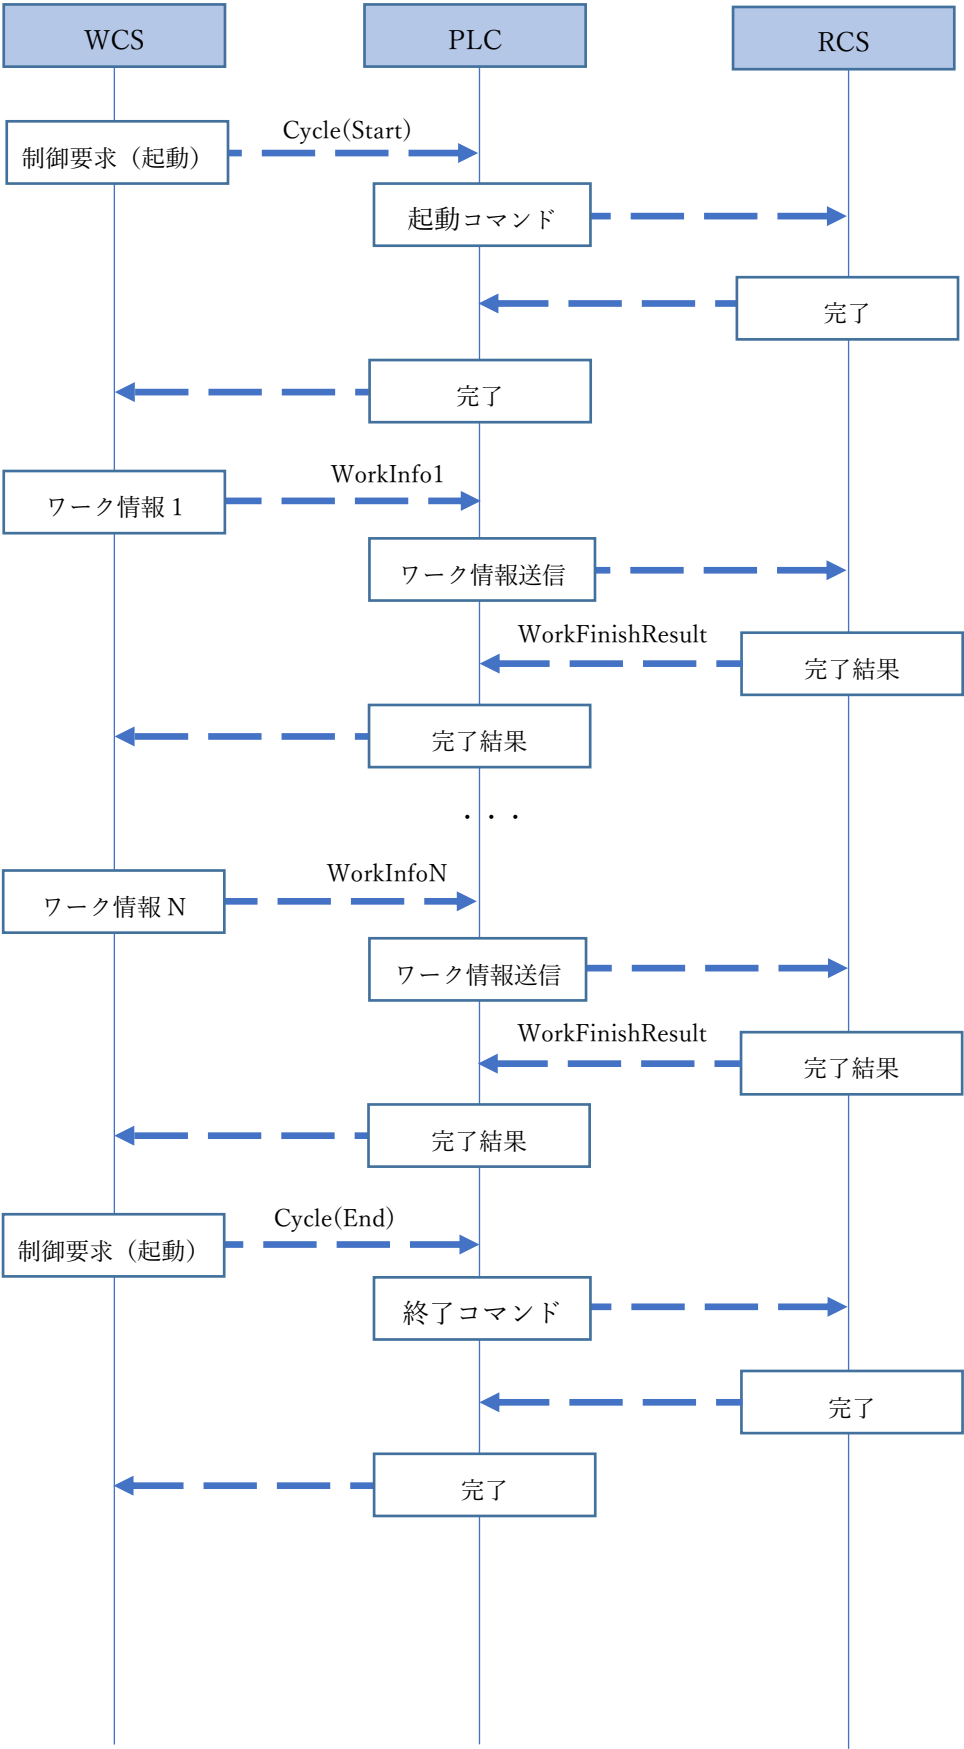 WCS
PLC
RCS
Cycle(Start)
制御要求（起動）
起動コマンド
完了
完了
WorkInfo1
ワーク情報 1
ワーク情報送信
WorkFinishResult
完了結果
完了結果
・・・
WorkInfoN
ワーク情報 N
ワーク情報送信
WorkFinishResult
完了結果
完了結果
Cycle(End)
制御要求（起動）
終了コマンド
完了
完了